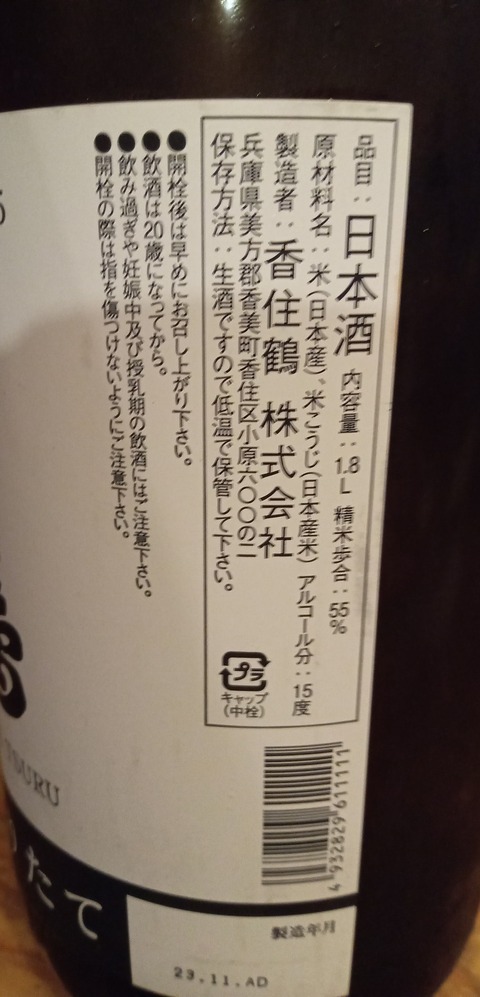 品目：日本酒 内容量：1.8L 精米歩合：55%
原材料名：米(日本産)、米こうじ(日本産米) アルコール分：15度
製造者：香住鶴 株式会社
兵庫県美方郡香美町香住区小原六〇〇の二
保存方法：生酒ですので低温で保管して下さい。
プラ
キャップ
(中栓)
●開栓後は早めにお召し上がり下さい。
●飲酒は20歳になってから。
●飲み過ぎや妊娠中及び授乳期の飲酒にはご注意下さい。
●開栓の際は指を傷つけないようにご注意下さい。
4932829611111
TSURU
たて
製造年月
23.11.AD